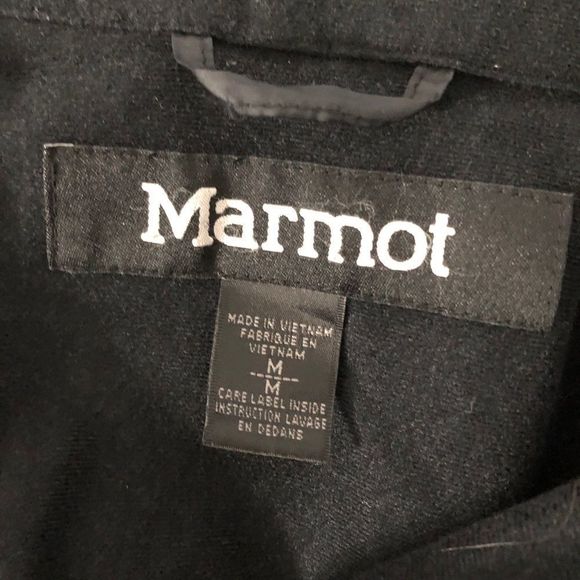 Marmot
MADE IN VIETNAM
FABRIQUE EN
VIETNAM
M
M
CARE LABEL INSIDE
INSTRUCTION LAVAGE
EN DEDANS